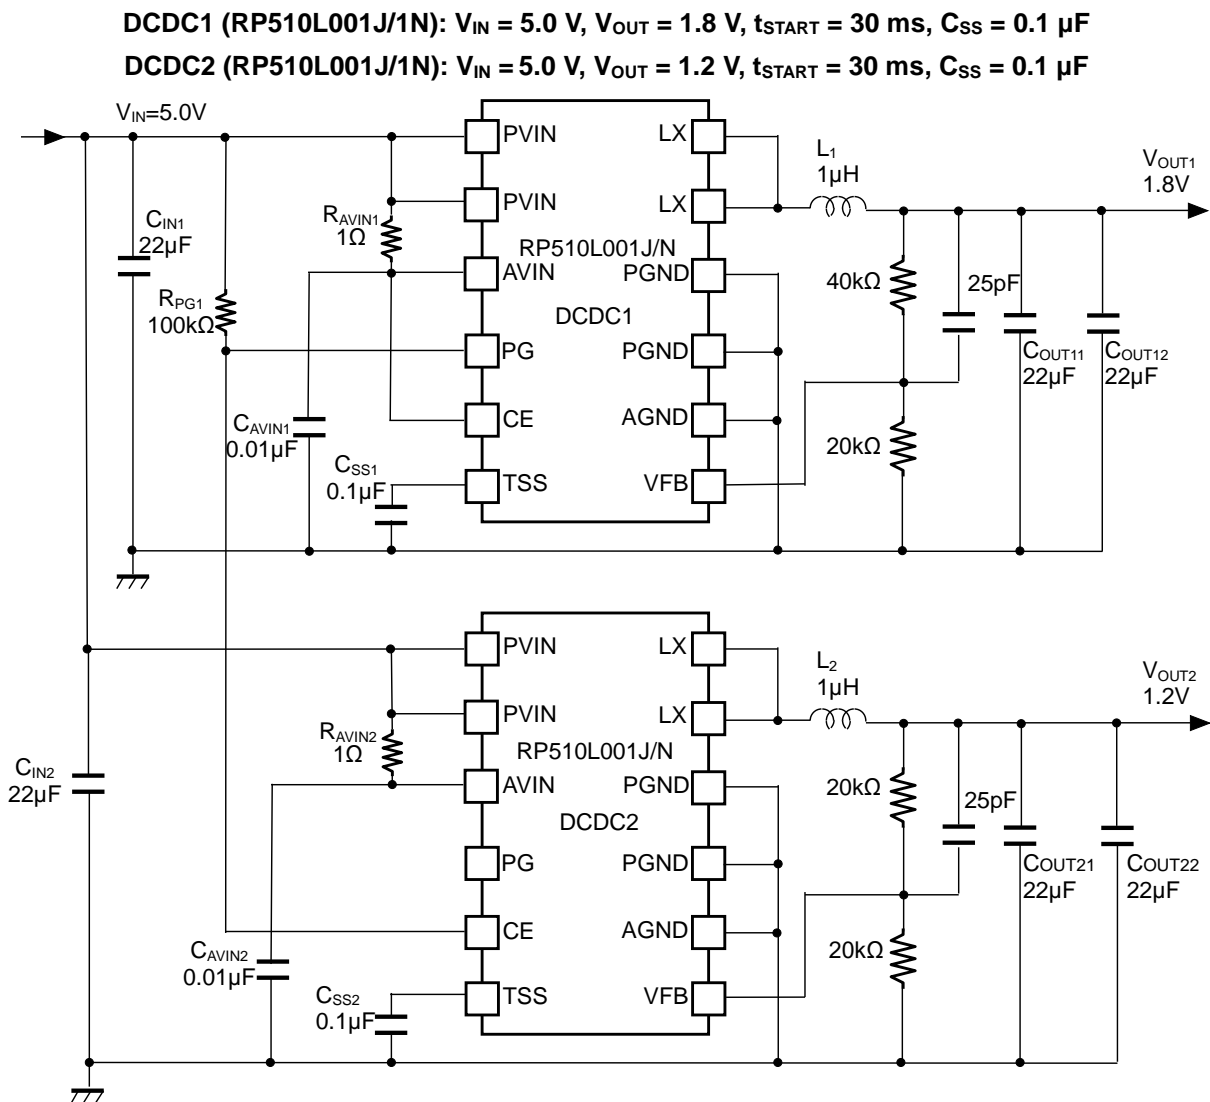 DCDC1 (RP510L001J/1N): VIN = 5.0 V, VOUT = 1.8 V, tSTART = 30 ms, CSS = 0.1 µF
DCDC2 (RP510L001J/1N): VIN = 5.0 V, VOUT = 1.2 V, tSTART = 30 ms, CSS = 0.1 µF
VIN=5.0V
PVIN
LX
L1
1µH
VOUT1
1.8V
PVIN
LX
CIN1
22µF
RAVIN1
1Ω
RP510L001J/N
AVIN
PGND
40kΩ
25pF
RPG1
100kΩ
DCDC1
PG
PGND
COUT11
22µF
COUT12
22µF
CAVIN1
0.01µF
CE
AGND
20kΩ
CSS1
0.1µF
TSS
VFB
PVIN
LX
L2
1µH
VOUT2
1.2V
PVIN
LX
RAVIN2
1Ω
RP510L001J/N
CIN2
22µF
AVIN
PGND
20kΩ
25pF
DCDC2
PG
PGND
COUT21
22µF
COUT22
22µF
CAVIN2
0.01µF
CE
AGND
20kΩ
CSS2
0.1µF
TSS
VFB